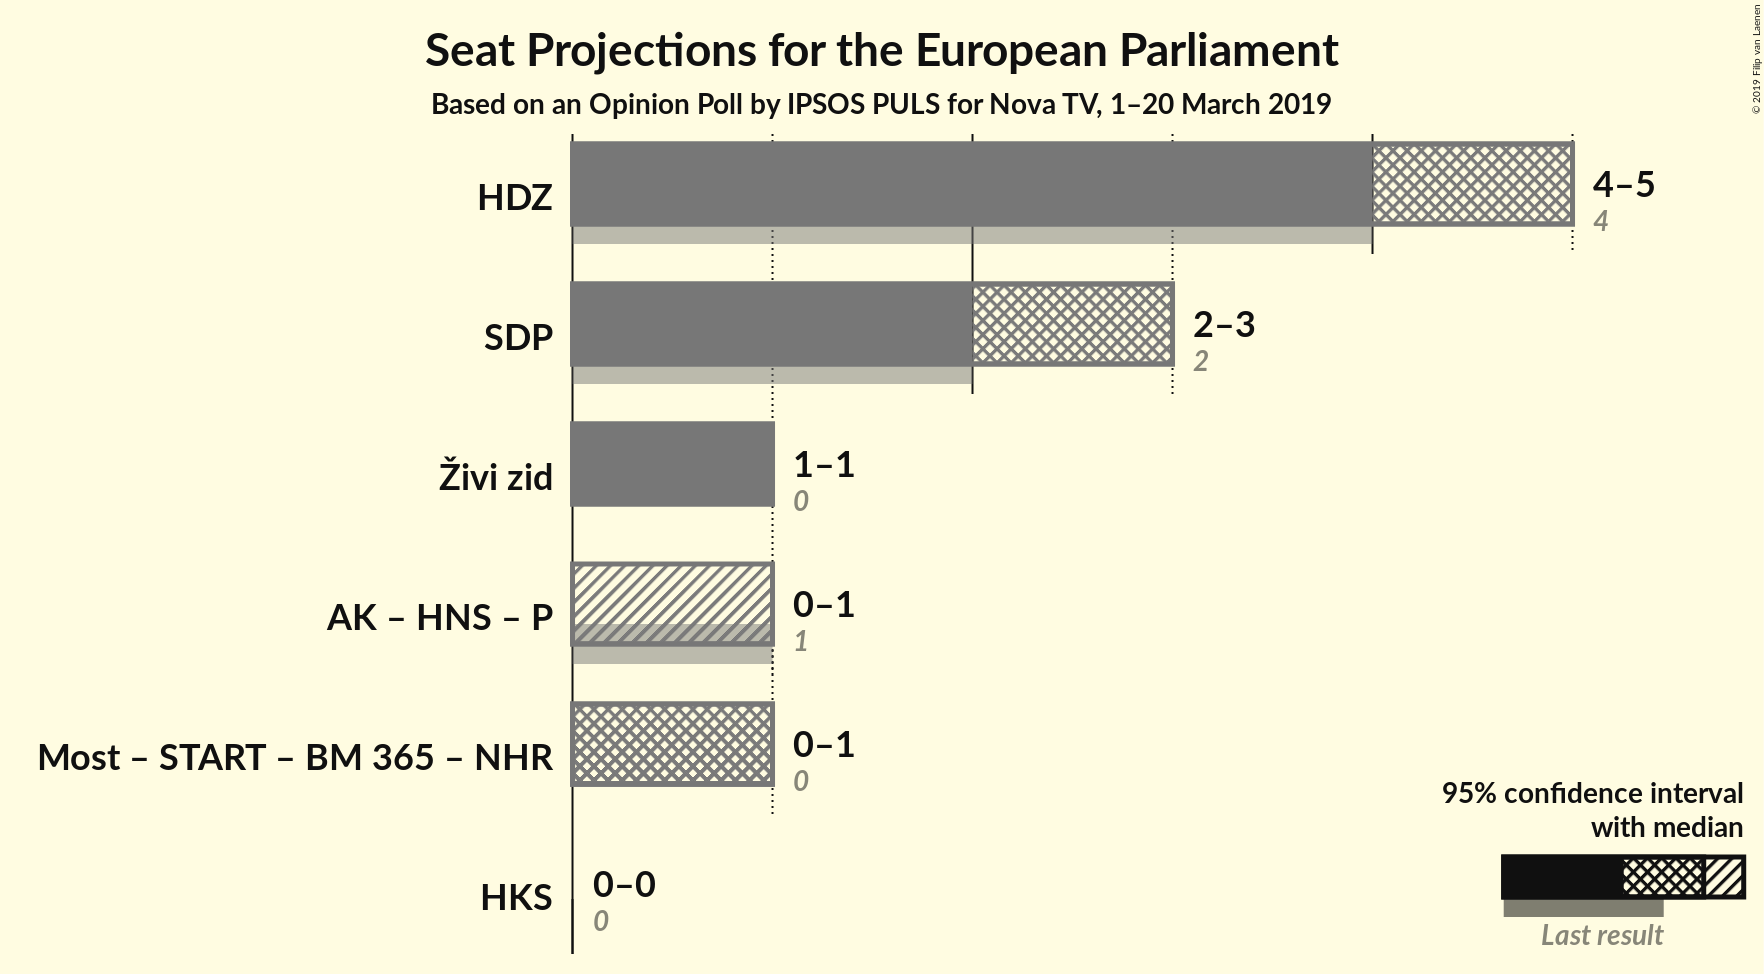 Seat Projections for the European Parliament
Based on an Opinion Poll by IPSOS PULS for Nova TV, 1–20 March 2019
© 2019 Filip van Laenen
HDZ
4–5
4
SDP
2–3
2
Živi zid
1–1
0
AK – HNS – P
0–1
1
Most – START – BM 365 – NHR
0–1
0
HKS
0–0
0
95% confidence interval
with median
Last result